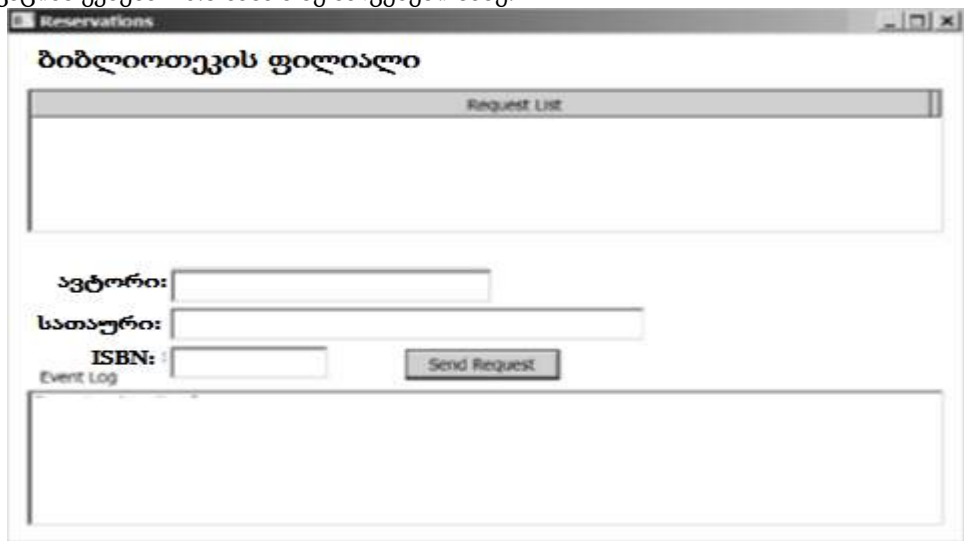 Reservations
ბიბლიოთეკის ფილიალი
Request List
ავტორი:
სათაური:
ISBN:
Send Request
Event Log